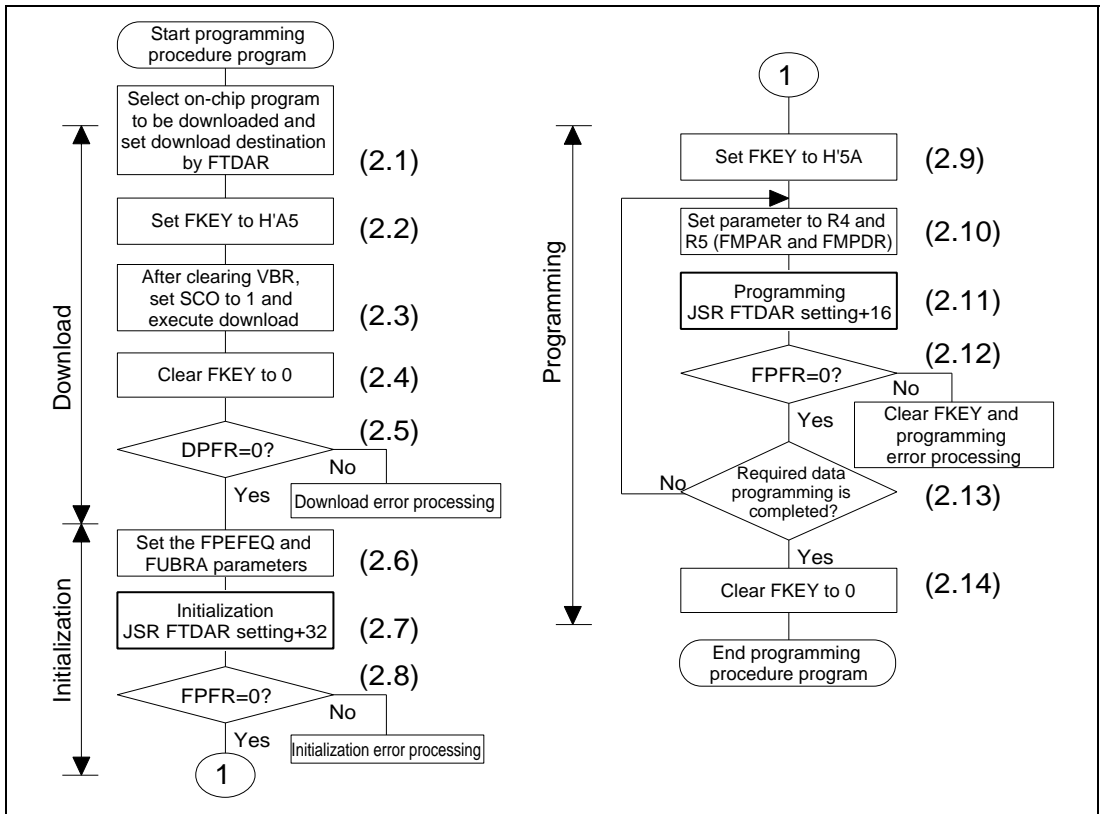 Start programming
procedure program
Select on-chip program
to be downloaded and
set download destination
by FTDAR
(2.1)
Set FKEY to H'A5
(2.2)
After clearing VBR,
set SCO to 1 and
execute download
(2.3)
Clear FKEY to 0
(2.4)
DPFR=0?
(2.5)
No
Yes
Download error processing
Download
Set the FPEFEQ and
FUBRA parameters
(2.6)
Initialization
JSR FTDAR setting+32
(2.7)
FPFR=0?
(2.8)
No
Yes
Initialization error processing
Initialization
1
1
Set FKEY to H'5A
(2.9)
Set parameter to R4 and
R5 (FMPAR and FMPDR)
(2.10)
Programming
JSR FTDAR setting+16
(2.11)
FPFR=0?
(2.12)
No
Yes
Clear FKEY and
programming
error processing
Programming
Required data
programming is
completed?
(2.13)
No
Yes
Clear FKEY to 0
(2.14)
End programming
procedure program